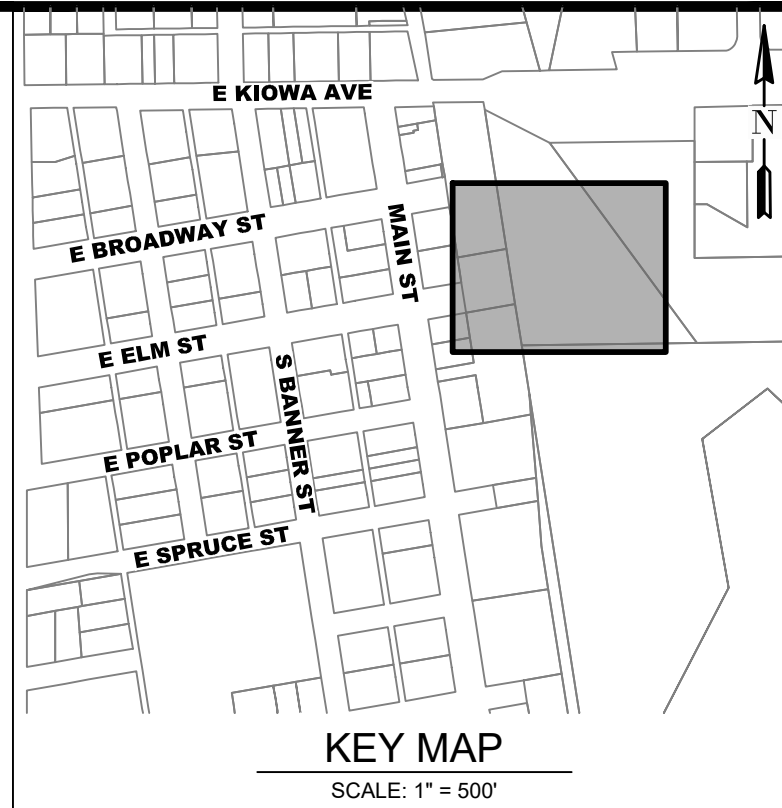 E KIOWA AVE
N
MAIN ST
E BROADWAY ST
E ELM ST
S BANNER ST
E POPLAR ST
E SPRUCE ST
KEY MAP
SCALE: 1" = 500'